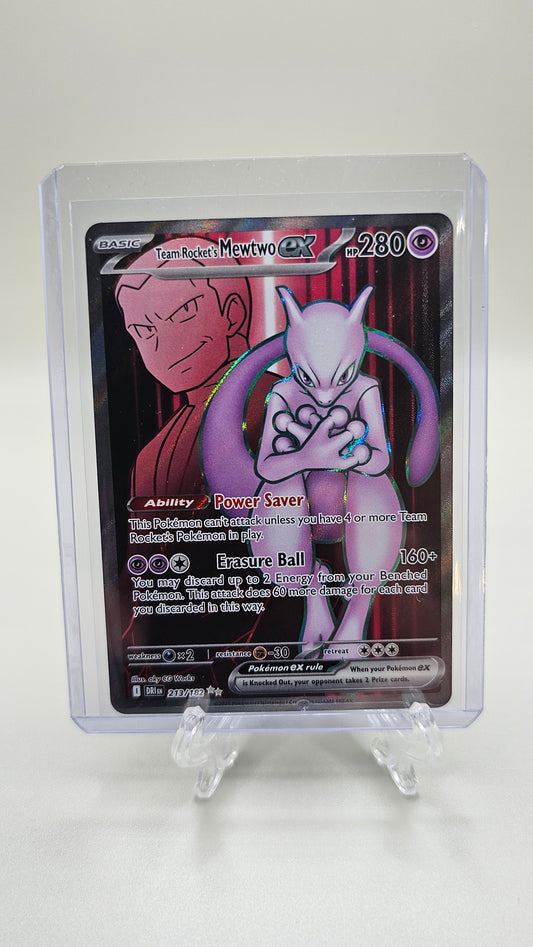 BASIC
Team Rocket's Mewtwo ex HP 280
Ability Power Saver
This Pokémon can't attack unless you have 4 or more Team
Rocket's Pokémon in play.
Erasure Ball 160+
You may discard up to 2 Energy from your Benched
Pokémon. This attack does 60 more damage for each card
you discarded in this way.
weakness ×2 resistance -30 retreat
Pokémon ex rule When your Pokémon ex
is Knocked Out, your opponent takes 2 Prize cards.
Illus. aky CG Works
I DRI EN 213/182